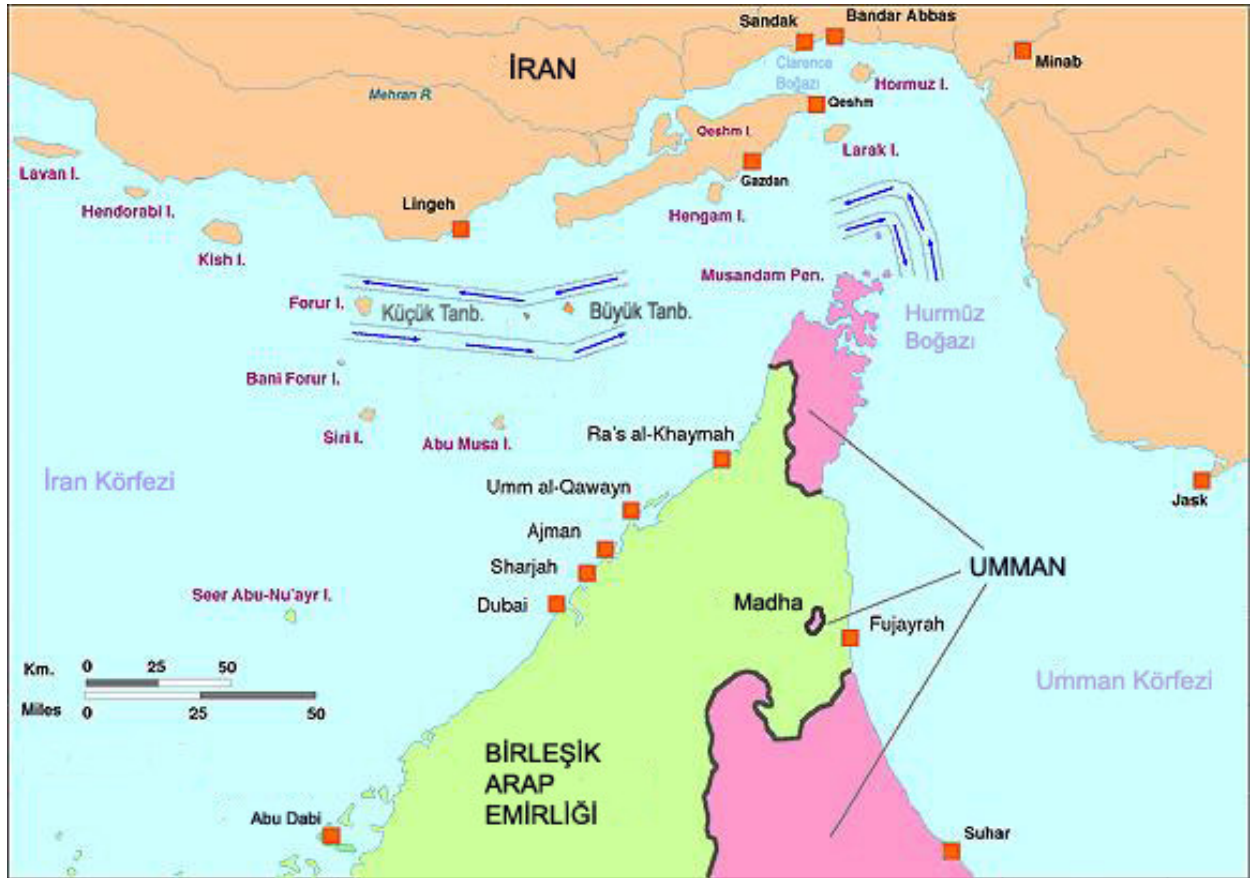 Sandak
Bandar Abbas
İRAN
Minab
Clarence
Boğazı
Hormuz I.
Mehran R.
Qeshm
Qeshm I.
Larak I.
Lavan I.
Gazdan
Hendorabi I.
Lingeh
Hengam I.
Kish I.
Musandam Pen.
Forur I.
Küçük Tanb.
Büyük Tanb.
Hurmûz
Boğazı
Bani Forur I.
Siri I.
Abu Musa I.
Ra's al-Khaymah
İran Körfezi
Umm al-Qawayn
Jask
Ajman
Sharjah
UMMAN
Seer Abu-Nu'ayr I.
Dubai
Madha
Fujayrah
Km. 0 25 50
Miles 0 25 50
Umman Körfezi
BİRLEŞİK
ARAP
EMİRLİĞİ
Abu Dabi
Suhar